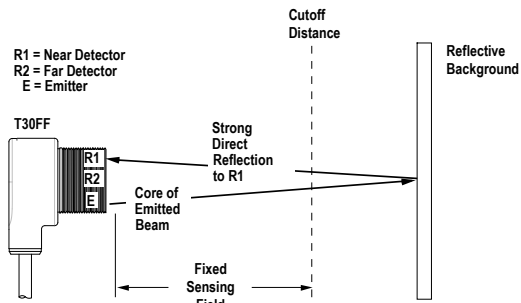 Cutoff
Distance
R1 = Near Detector
R2 = Far Detector
E = Emitter
Reflective
Background
T30FF
R1
R2
E
Strong
Direct
Reflection
to R1
Core of
Emitted
Beam
Fixed
Sensing
Field